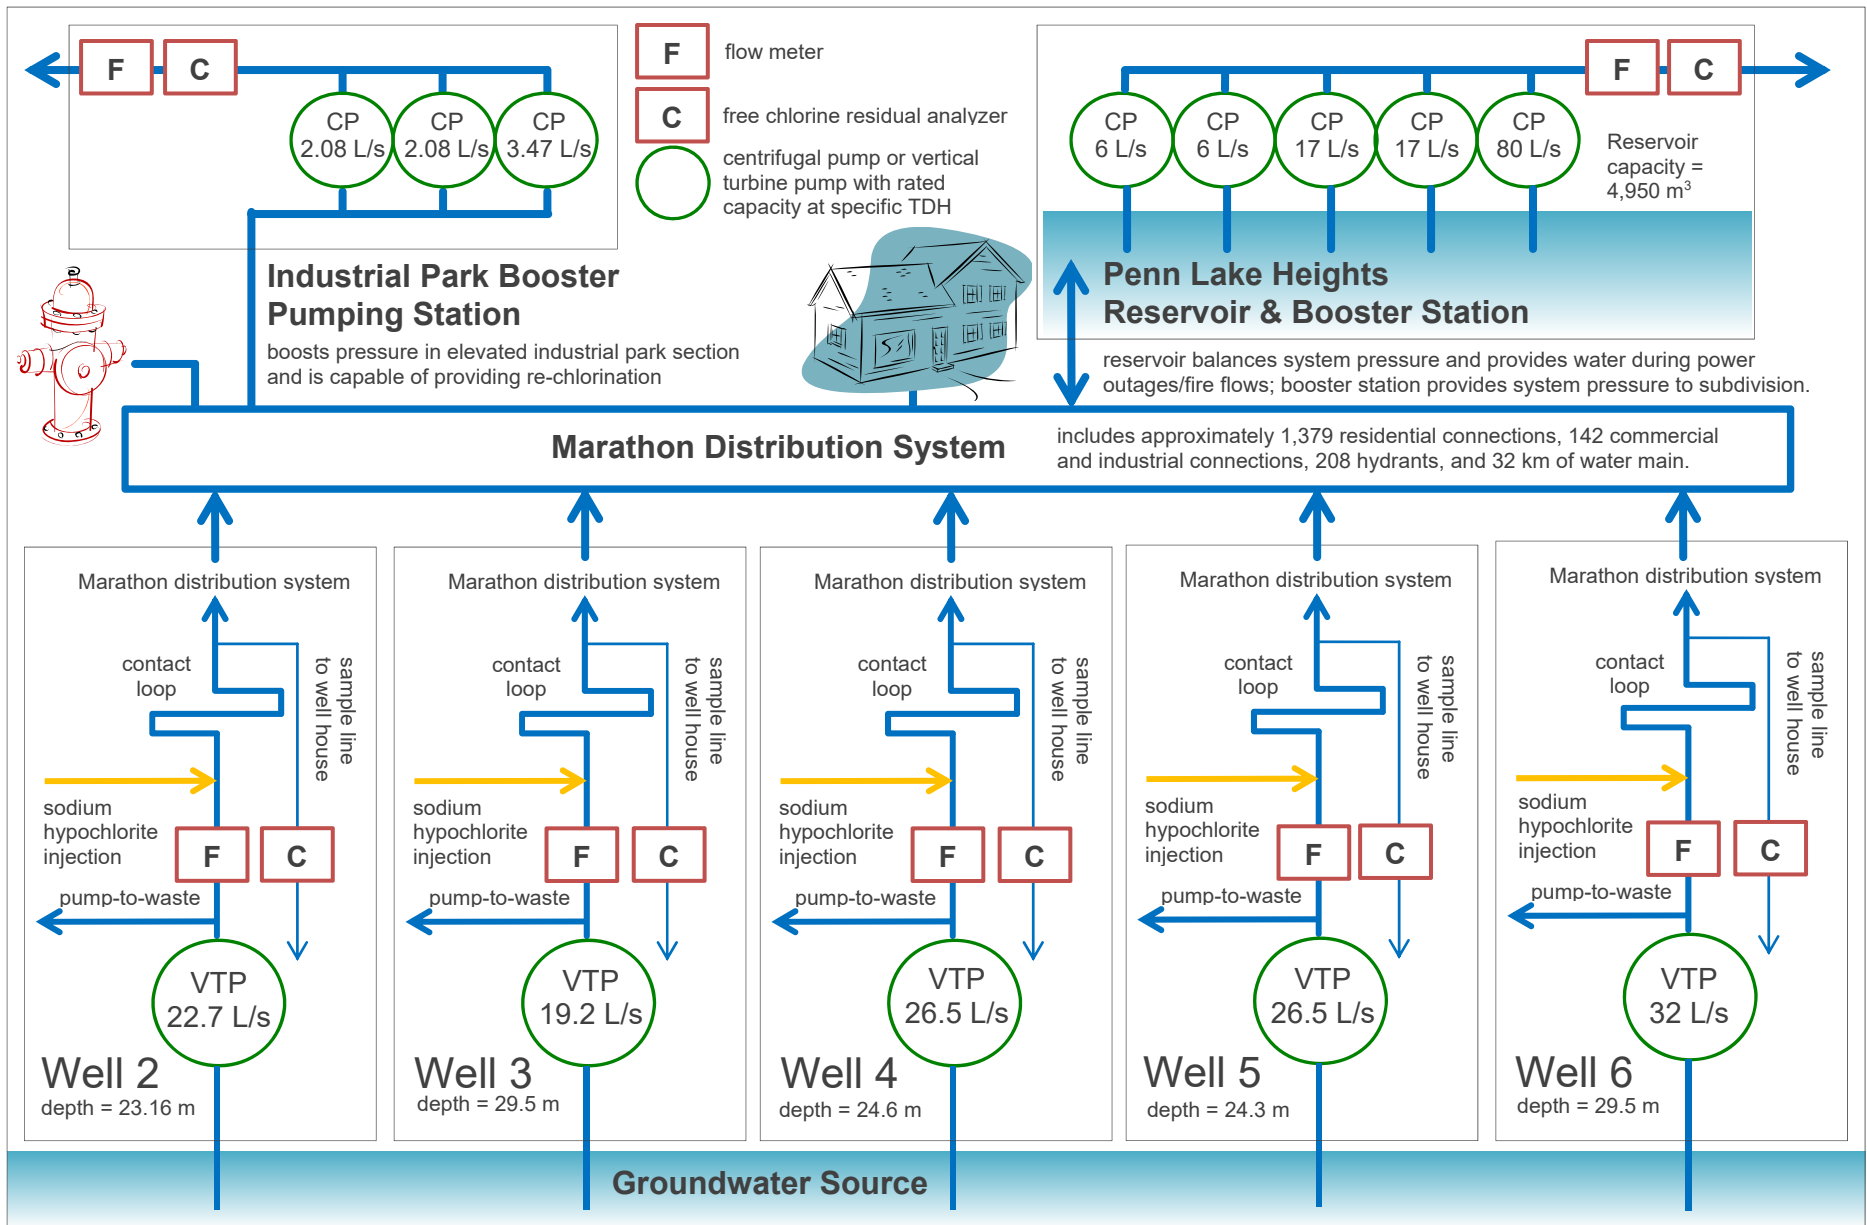 F
C
CP
2.08 L/s
CP
2.08 L/s
CP
3.47 L/s
Industrial Park Booster
Pumping Station
boosts pressure in elevated industrial park section
and is capable of providing re-chlorination
F
flow meter
C
free chlorine residual analyzer
centrifugal pump or vertical
turbine pump with rated
capacity at specific TDH
F
C
CP
6 L/s
CP
6 L/s
CP
17 L/s
CP
17 L/s
CP
80 L/s
Reservoir
capacity =
4,950 m³
Penn Lake Heights
Reservoir & Booster Station
reservoir balances system pressure and provides water during power
outages/fire flows; booster station provides system pressure to subdivision.
Marathon Distribution System
includes approximately 1,379 residential connections, 142 commercial
and industrial connections, 208 hydrants, and 32 km of water main.
Marathon distribution system
contact
loop
sample line
to well house
sodium
hypochlorite
injection
F
C
pump-to-waste
VTP
22.7 L/s
Well 2
depth = 23.16 m
Marathon distribution system
contact
loop
sample line
to well house
sodium
hypochlorite
injection
F
C
pump-to-waste
VTP
19.2 L/s
Well 3
depth = 29.5 m
Marathon distribution system
contact
loop
sample line
to well house
sodium
hypochlorite
injection
F
C
pump-to-waste
VTP
26.5 L/s
Well 4
depth = 24.6 m
Marathon distribution system
contact
loop
sample line
to well house
sodium
hypochlorite
injection
F
C
pump-to-waste
VTP
26.5 L/s
Well 5
depth = 24.3 m
Marathon distribution system
contact
loop
sample line
to well house
sodium
hypochlorite
injection
F
C
pump-to-waste
VTP
32 L/s
Well 6
depth = 29.5 m
Groundwater Source